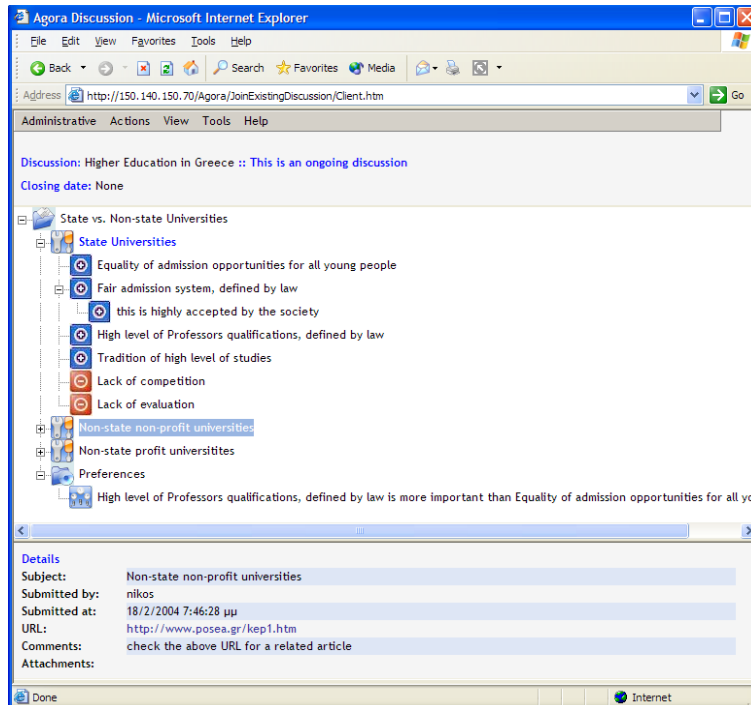 Agora Discussion - Microsoft Internet Explorer
File Edit View Favorites Tools Help
Back Search Favorites Media
Address http://150.140.150.70/Agora/JoinExistingDiscussion/Client.htm Go
Administrative Actions View Tools Help
Discussion: Higher Education in Greece :: This is an ongoing discussion
Closing date: None
State vs. Non-state Universities
State Universities
Equality of admission opportunities for all young people
Fair admission system, defined by law
this is highly accepted by the society
High level of Professors qualifications, defined by law
Tradition of high level of studies
Lack of competition
Lack of evaluation
Non-state non-profit universities
Non-state profit universitites
Preferences
High level of Professors qualifications, defined by law is more important than Equality of admission opportunities for all yo
Details
Subject: Non-state non-profit universities
Submitted by: nikos
Submitted at: 18/2/2004 7:46:28 μμ
URL: http://www.posea.gr/kep1.htm
Comments: check the above URL for a related article
Attachments:
Done Internet